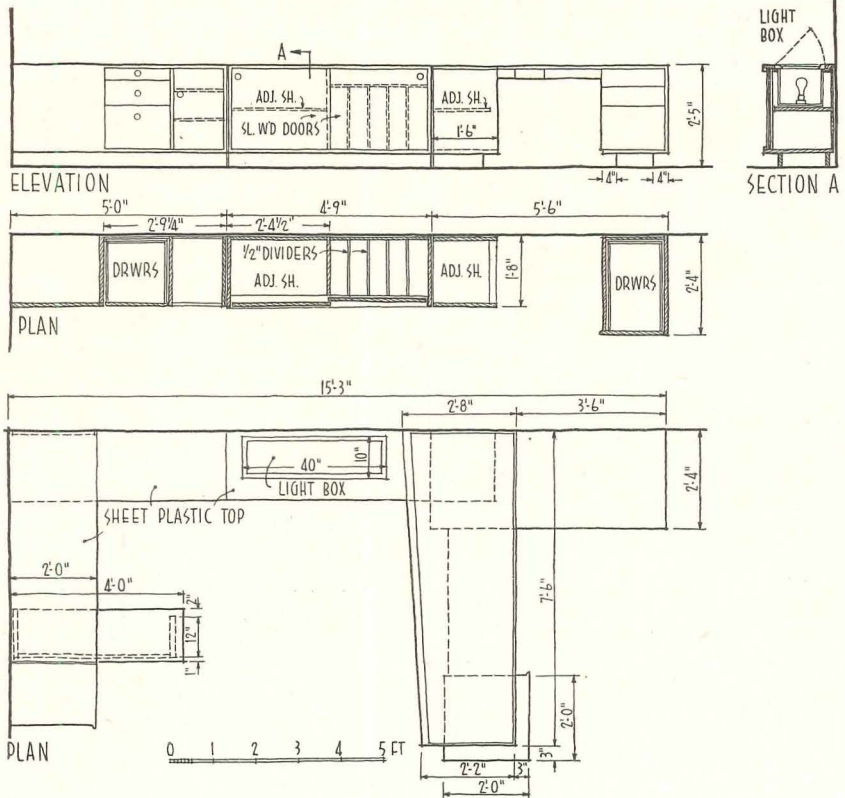 LIGHT
BOX
A
ADJ. SH.
ADJ. SH.
SL. W'D DOORS
1'-6"
2'-5"
4"
4"
ELEVATION
SECTION A
5'-0"
4'-9"
5'-6"
2'-9¼"
2'-4½"
½" DIVIDERS
DRWRS
ADJ. SH.
ADJ. SH.
1'-8"
DRWRS
2'-4"
PLAN
15'-3"
2'-8"
3'-6"
10"
40"
LIGHT BOX
2'-4"
SHEET PLASTIC TOP
2'-0"
4'-0"
2"
12"
1"
7'-6"
2'-0"
3"
PLAN
0 1 2 3 4 5 FT
2'-2"
3"
2'-0"